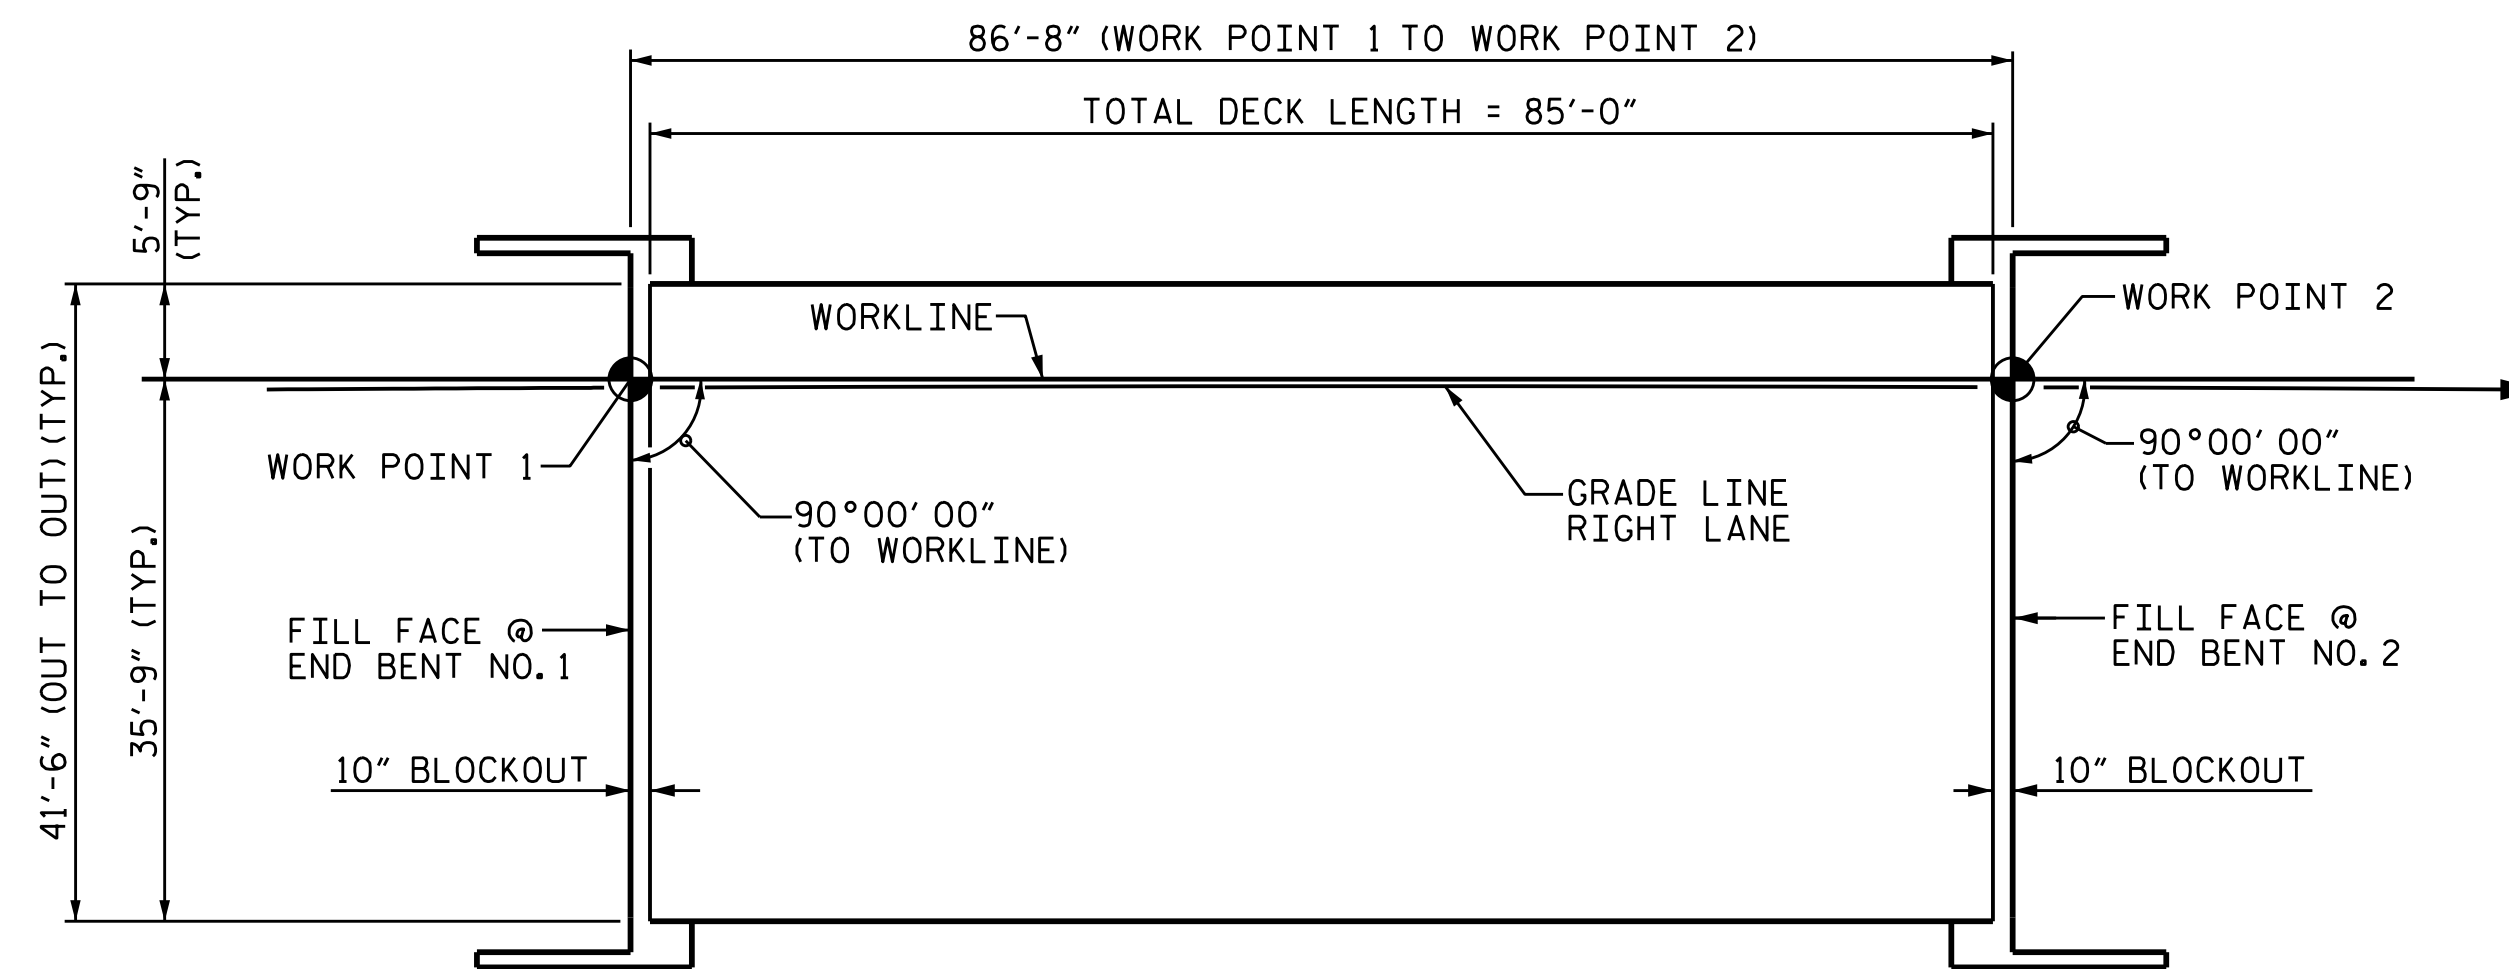 86'-8" (WORK POINT 1 TO WORK POINT 2)
TOTAL DECK LENGTH = 85'-0"
5'-9"
(TYP.)
WORKLINE
WORK POINT 2
WORK POINT 1
90°00'00"
(TO WORKLINE)
90°00'00"
(TO WORKLINE)
GRADE LINE
RIGHT LANE
41'-6" (OUT TO OUT)(TYP.)
35'-9" (TYP.)
FILL FACE @
END BENT NO.1
FILL FACE @
END BENT NO.2
10" BLOCKOUT
10" BLOCKOUT